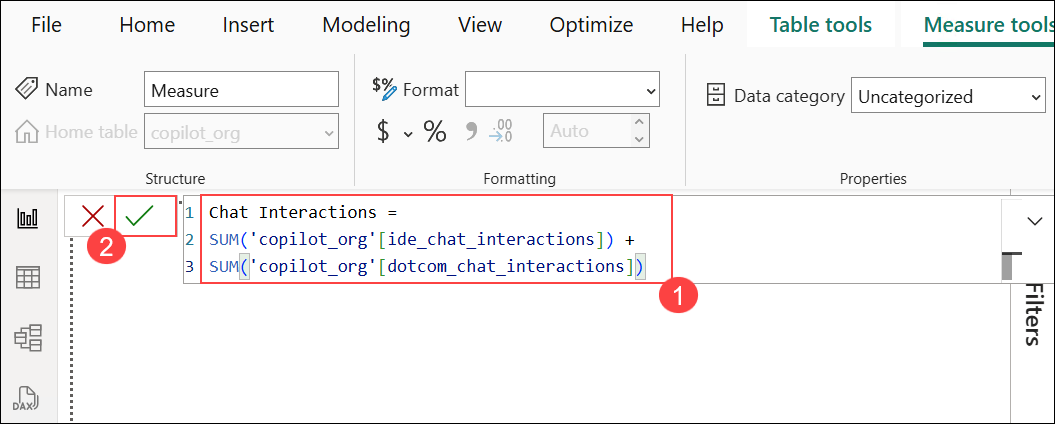 File Home Insert Modeling View Optimize Help Table tools Measure tools
Name Measure $% Format Data category Uncategorized
Home table copilot_org $ % , .00 →.0 Auto
Structure Formatting Properties
1 Chat Interactions =
2 SUM('copilot_org'[ide_chat_interactions]) +
3 SUM('copilot_org'[dotcom_chat_interactions])
2
1
Filters
DAX